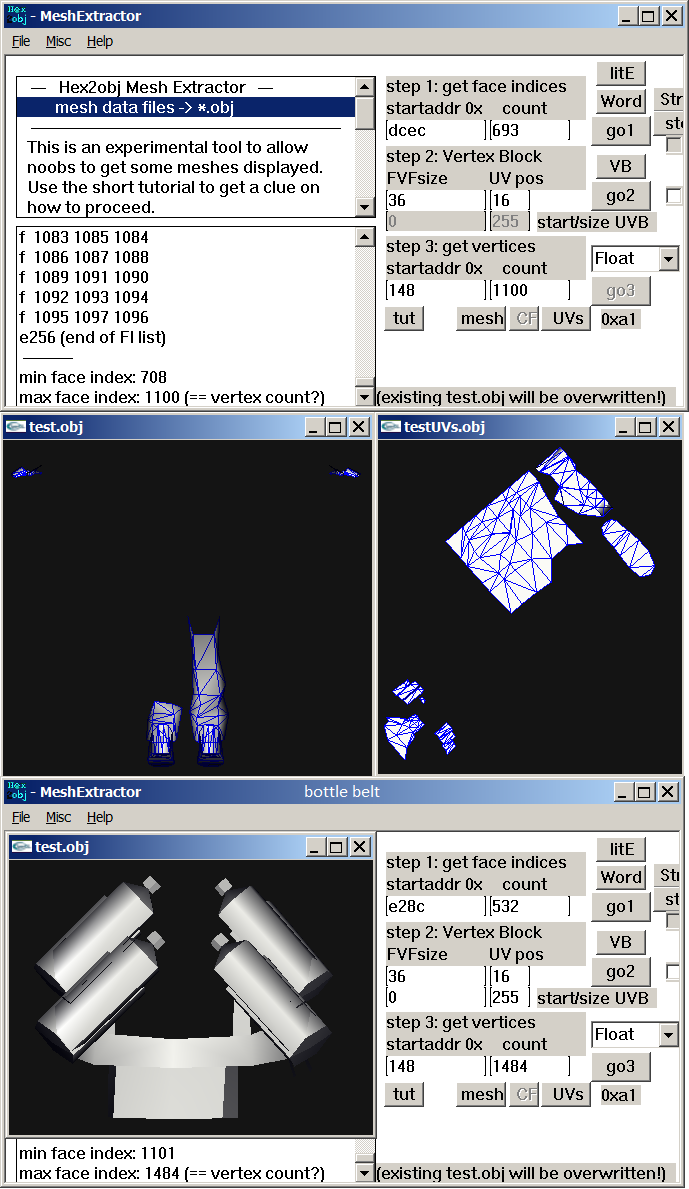 Hex
obj - MeshExtractor
File Misc Help
— Hex2obj Mesh Extractor —
mesh data files -> *.obj
This is an experimental tool to allow
noobs to get some meshes displayed.
Use the short tutorial to get a clue on
how to proceed.
f 1083 1085 1084
f 1086 1087 1088
f 1089 1091 1090
f 1092 1093 1094
f 1095 1097 1096
e256 (end of FI list)
min face index: 708
max face index: 1100 (== vertex count?)
step 1: get face indices
startaddr 0x count
dcec 693
litE
Word
go1
Str
ste
step 2: Vertex Block
FVFsize UV pos
36 16
0 255 start/size UVB
VB
go2
step 3: get vertices
startaddr 0x count
148 1100
Float
go3
tut mesh CF UVs 0xa1
(existing test.obj will be overwritten!)
test.obj
testUVs.obj
Hex
obj - MeshExtractor bottle belt
File Misc Help
test.obj
min face index: 1101
max face index: 1484 (== vertex count?)
step 1: get face indices
startaddr 0x count
e28c 532
litE
Word
go1
Str
st
step 2: Vertex Block
FVFsize UV pos
36 16
0 255 start/size UVB
VB
go2
step 3: get vertices
startaddr 0x count
148 1484
Float
go3
tut mesh CF UVs 0xa1
(existing test.obj will be overwritten!)